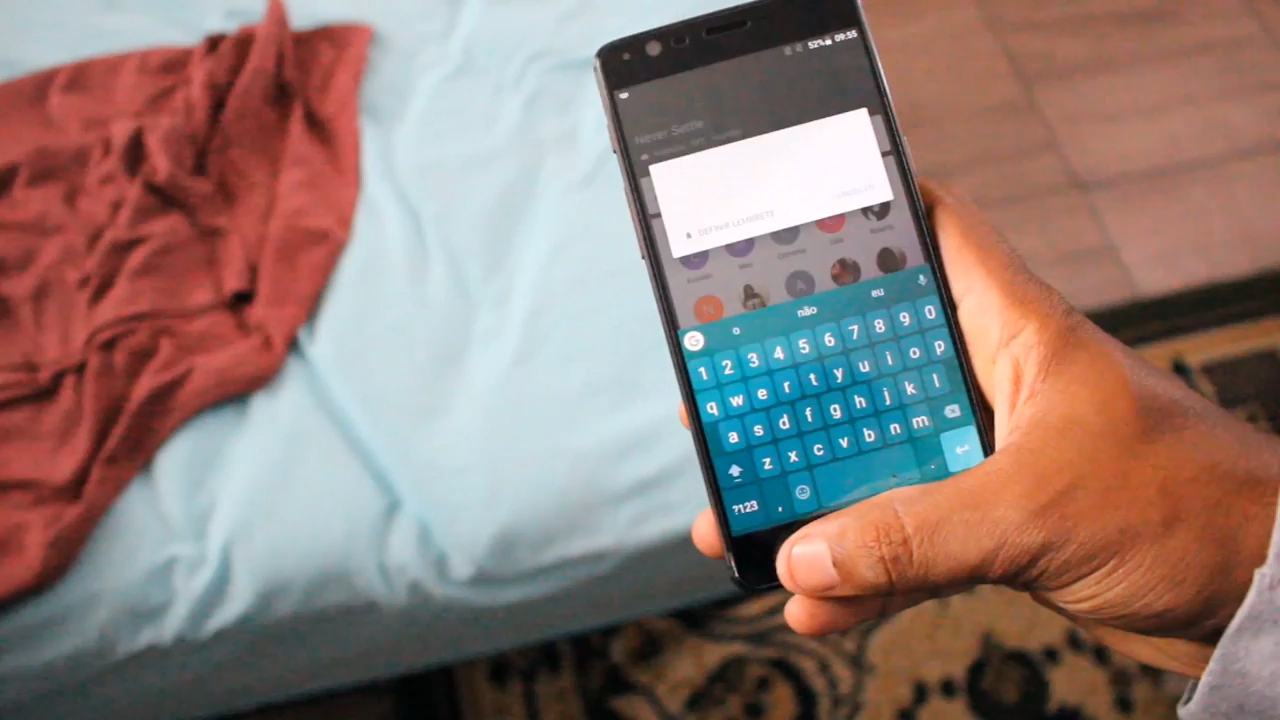 52% 09:55
Never Settle
DEFINIR LEMBRETE
G o não eu
1 2 3 4 5 6 7 8 9 0
q w e r t y u i o p
a s d f g h j k l
z x c v b n m
?123 , .